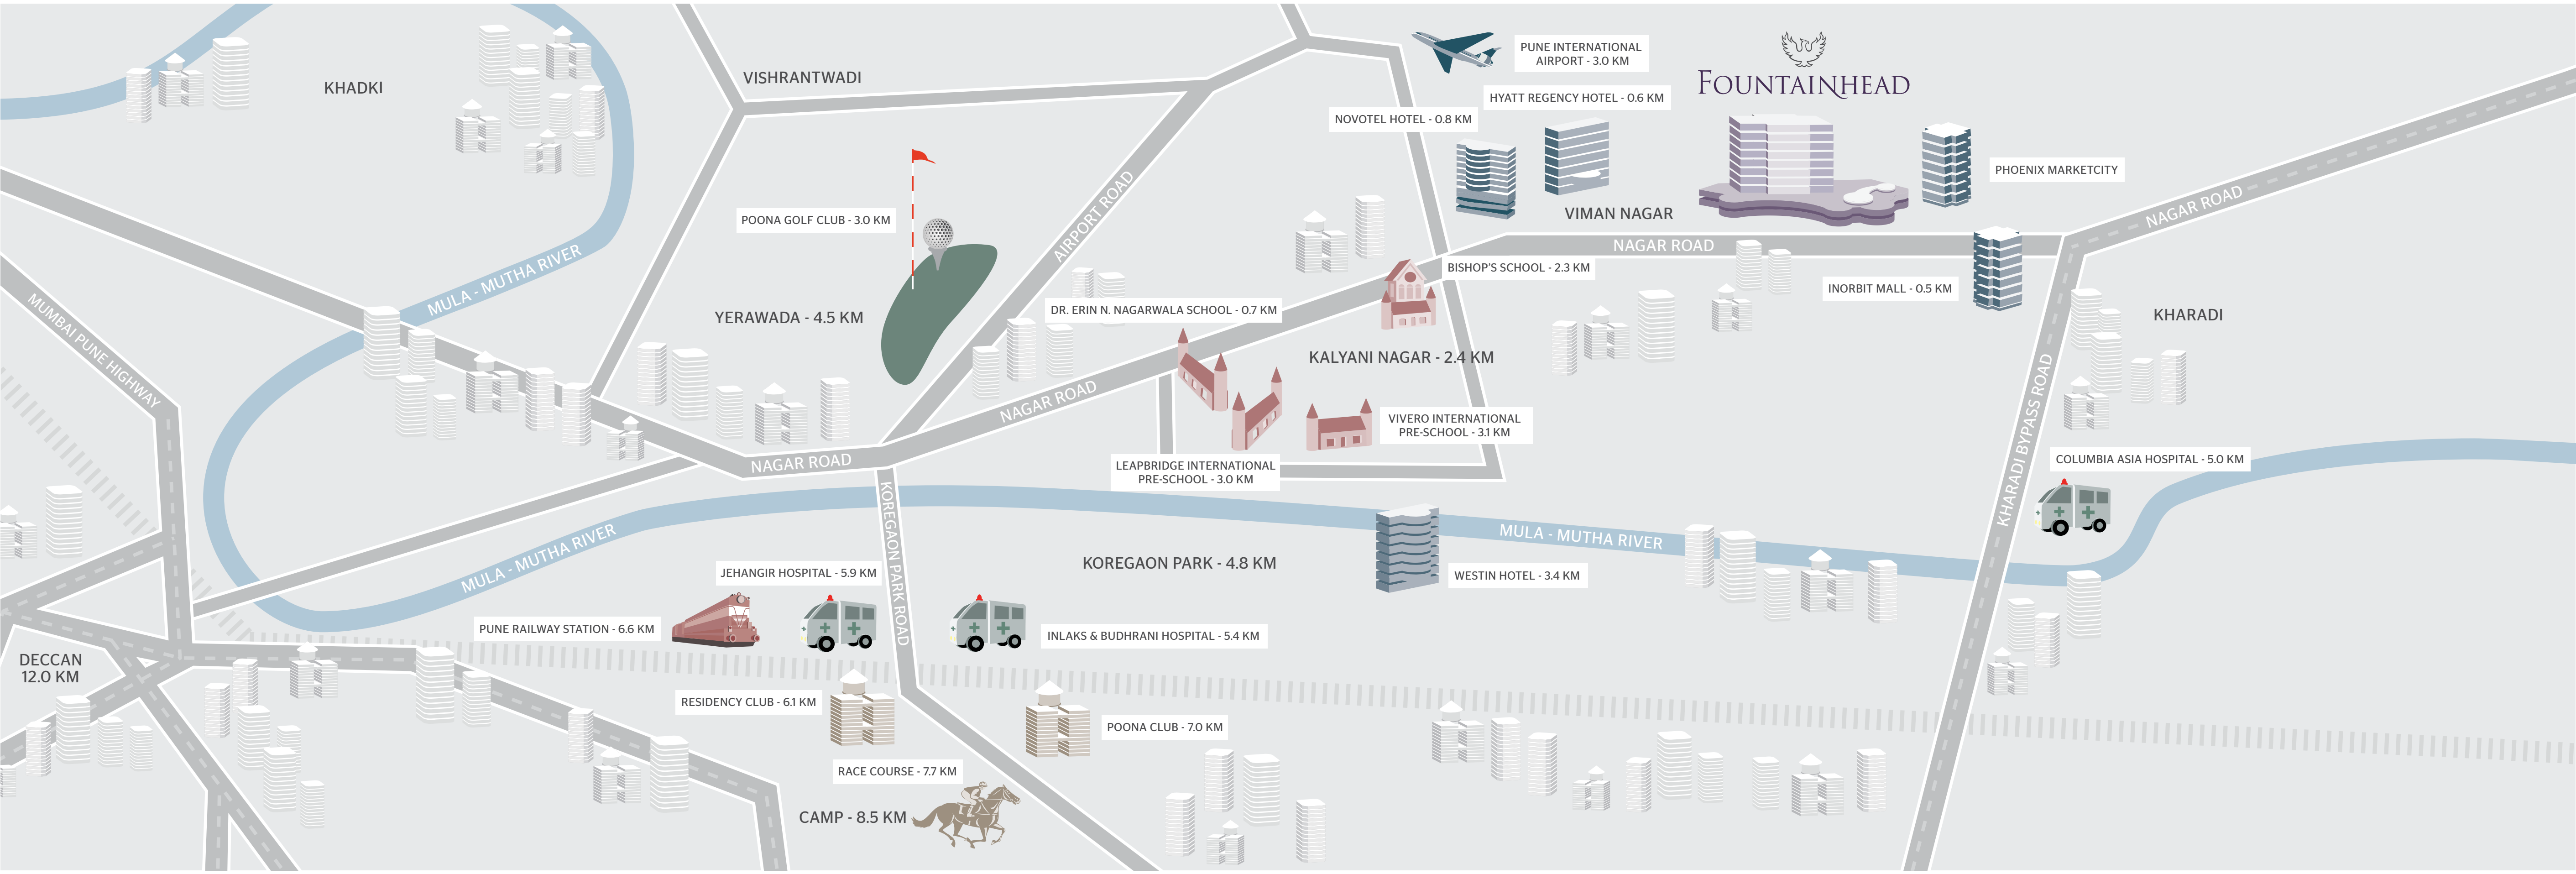 PUNE INTERNATIONAL
AIRPORT - 3.0 KM
FOUNTAINHEAD
VISHRANTWADI
KHADKI
HYATT REGENCY HOTEL - 0.6 KM
NOVOTEL HOTEL - 0.8 KM
PHOENIX MARKETCITY
NAGAR ROAD
VIMAN NAGAR
POONA GOLF CLUB - 3.0 KM
AIRPORT ROAD
NAGAR ROAD
MULA - MUTHA RIVER
BISHOP'S SCHOOL - 2.3 KM
INORBIT MALL - 0.5 KM
DR. ERIN N. NAGARWALA SCHOOL - 0.7 KM
YERAWADA - 4.5 KM
KHARADI
MUMBAI PUNE HIGHWAY
KALYANI NAGAR - 2.4 KM
NAGAR ROAD
VIVERO INTERNATIONAL
PRE-SCHOOL - 3.1 KM
KHARADI BYPASS ROAD
NAGAR ROAD
LEAPBRIDGE INTERNATIONAL
PRE-SCHOOL - 3.0 KM
COLUMBIA ASIA HOSPITAL - 5.0 KM
KOREGAON PARK ROAD
MULA - MUTHA RIVER
MULA - MUTHA RIVER
KOREGAON PARK - 4.8 KM
JEHANGIR HOSPITAL - 5.9 KM
WESTIN HOTEL - 3.4 KM
PUNE RAILWAY STATION - 6.6 KM
INLAKS & BUDHRANI HOSPITAL - 5.4 KM
DECCAN
12.0 KM
RESIDENCY CLUB - 6.1 KM
POONA CLUB - 7.0 KM
RACE COURSE - 7.7 KM
CAMP - 8.5 KM